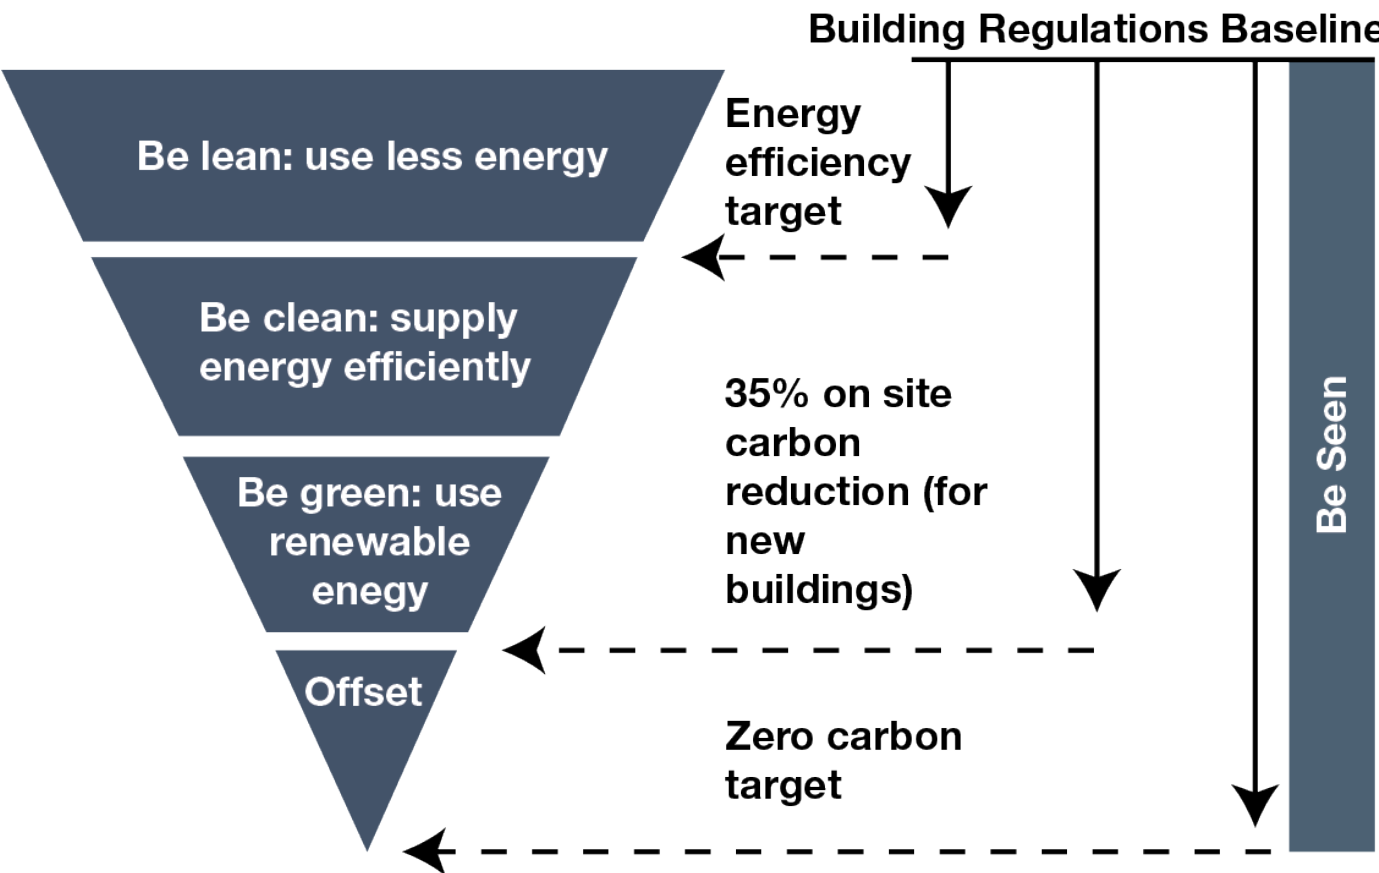 Building Regulations Baseline
Be lean: use less energy
Energy
efficiency
target
Be clean: supply
energy efficiently
35% on site
carbon
reduction (for
new
buildings)
Be green: use
renewable
enegy
Offset
Zero carbon
target
Be Seen